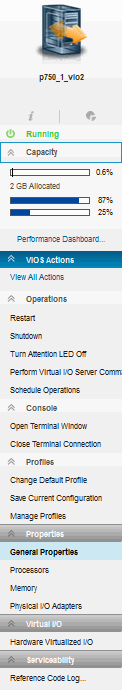 p750_1_vio2
Running
Capacity
0.6%
2 GB Allocated
87%
25%
Performance Dashboard...
VIOS Actions
View All Actions
Operations
Restart
Shutdown
Turn Attention LED Off
Perform Virtual I/O Server Comm
Schedule Operations
Console
Open Terminal Window
Close Terminal Connection
Profiles
Change Default Profile
Save Current Configuration
Manage Profiles
Properties
General Properties
Processors
Memory
Physical I/O Adapters
Virtual I/O
Hardware Virtualized I/O
Serviceability
Reference Code Log...